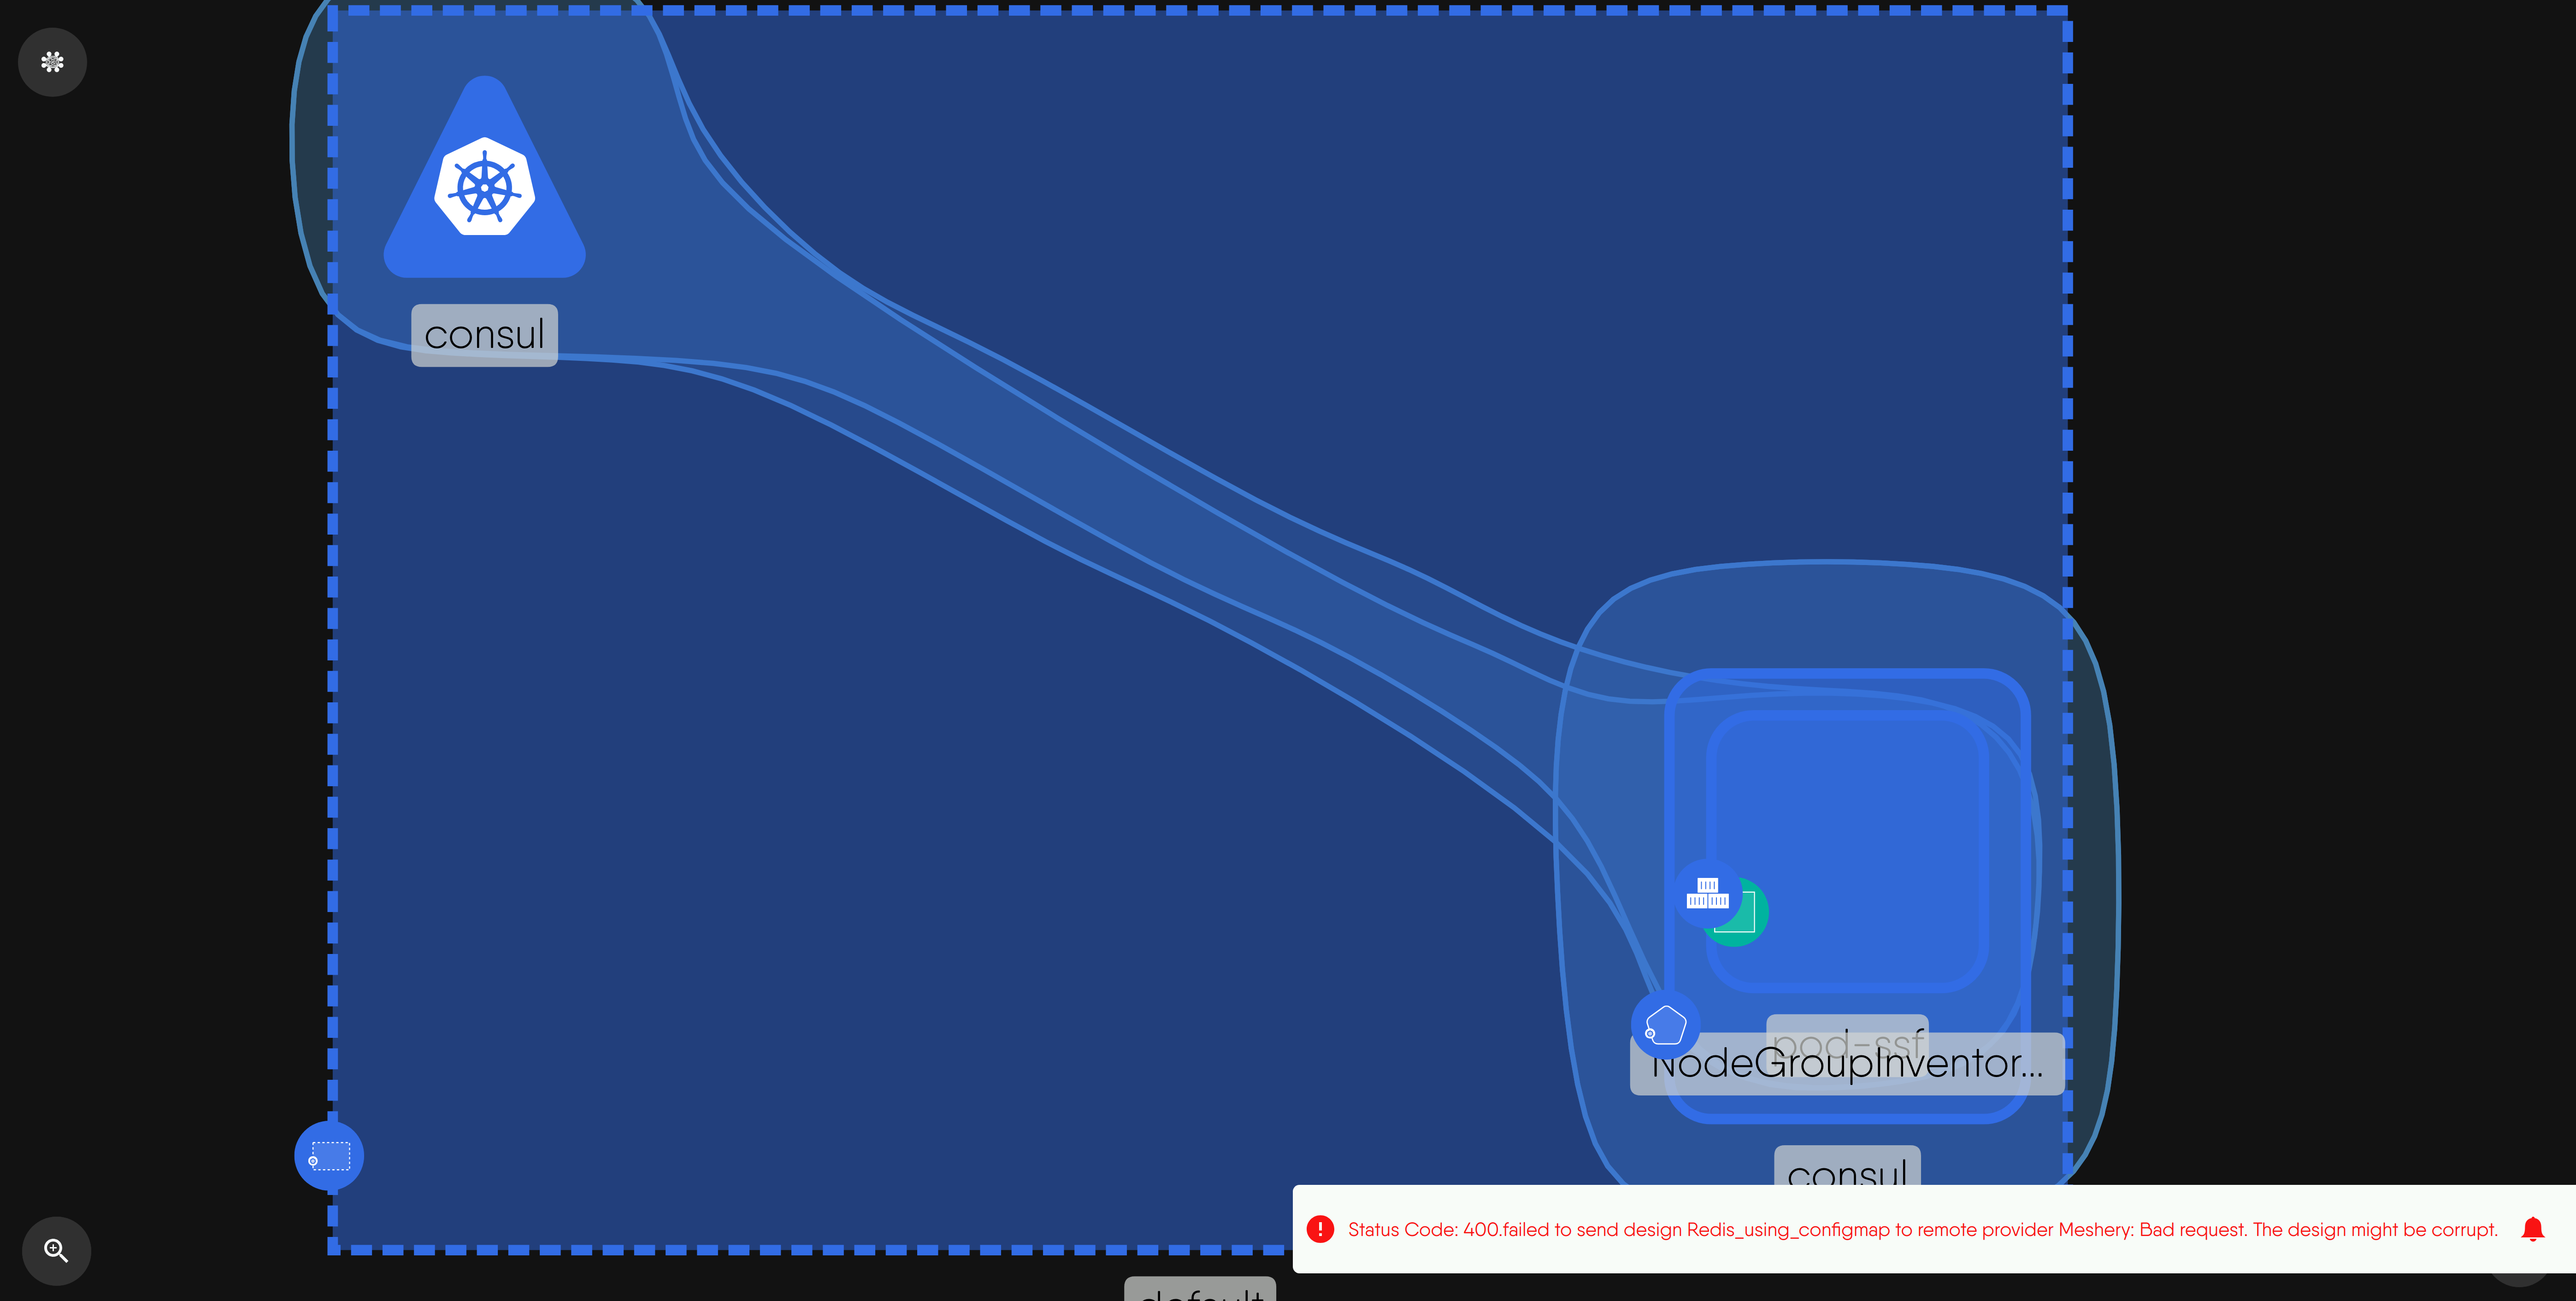 consul
pod-ssf
NodeGroupInventor...
consul
Status Code: 400.failed to send design Redis_using_configmap to remote provider Meshery: Bad request. The design might be corrupt.
default